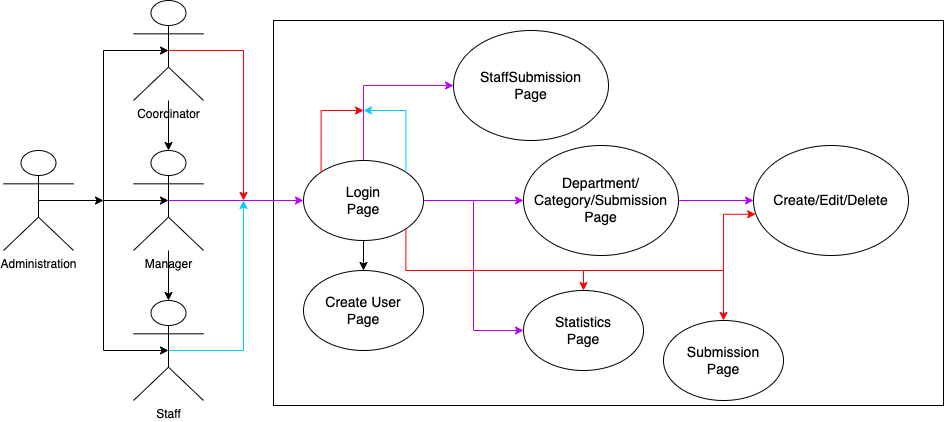 Coordinator
Administration
Manager
Staff
StaffSubmission
Page
Login
Page
Department/
Category/Submission
Page
Create/Edit/Delete
Create User
Page
Statistics
Page
Submission
Page